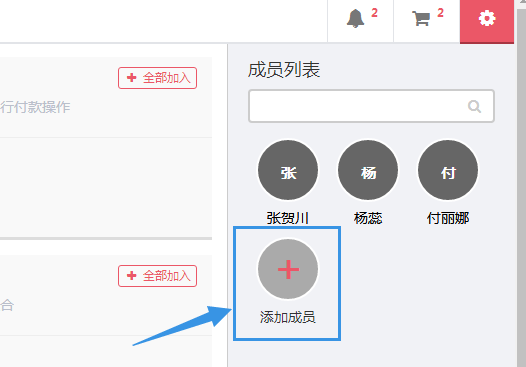 2
2
成员列表
全部加入
行付款操作
张 杨 付
张贺川 杨蕊 付丽娜
全部加入
合
添加成员